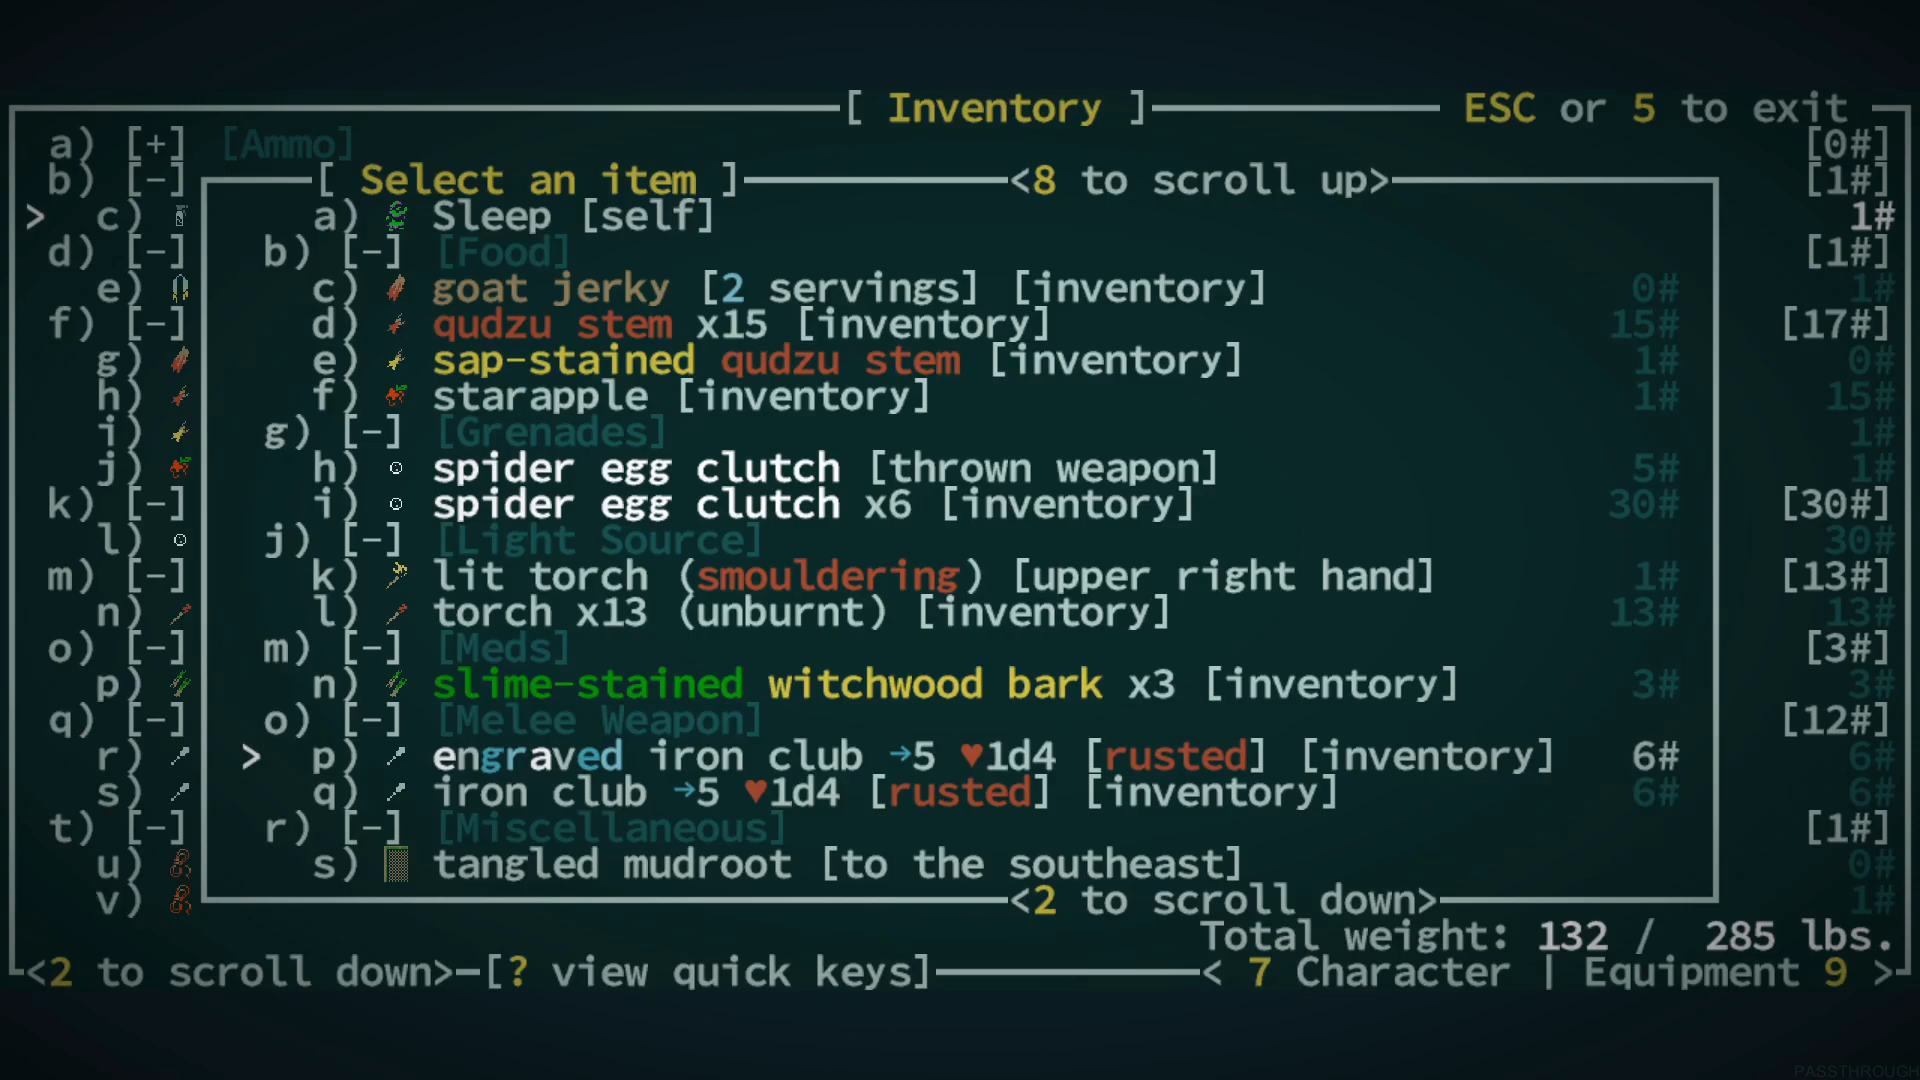 [ Inventory ] ESC or 5 to exit
a) [+] [Ammo] [0#]
b) [-] [ Select an item ] <8 to scroll up> [1#]
> c) a) Sleep [self] 1#
d) [-] b) [-] [Food] [1#]
e) c) goat jerky [2 servings] [inventory] 0# 1#
f) [-] d) qudzu stem x15 [inventory] 15# [17#]
g) e) sap-stained qudzu stem [inventory] 1# 0#
h) f) starapple [inventory] 1# 15#
i) g) [-] [Grenades] 1#
j) h) spider egg clutch [thrown weapon] 5# 1#
k) [-] i) spider egg clutch x6 [inventory] 30# [30#]
l) j) [-] [Light Source] 30#
m) [-] k) lit torch (smouldering) [upper right hand] 1# [13#]
n) l) torch x13 (unburnt) [inventory] 13# 13#
o) [-] m) [-] [Meds] [3#]
p) n) slime-stained witchwood bark x3 [inventory] 3# 3#
q) [-] o) [-] [Melee Weapon] [12#]
r) > p) engraved iron club →5 ♥1d4 [rusted] [inventory] 6# 6#
s) q) iron club →5 ♥1d4 [rusted] [inventory] 6# 6#
t) [-] r) [-] [Miscellaneous] [1#]
u) s) tangled mudroot [to the southeast] 0#
v) <2 to scroll down> 1#
Total weight: 132 / 285 lbs.
<2 to scroll down> [? view quick keys] < 7 Character | Equipment 9 >
PASSTHROUGH